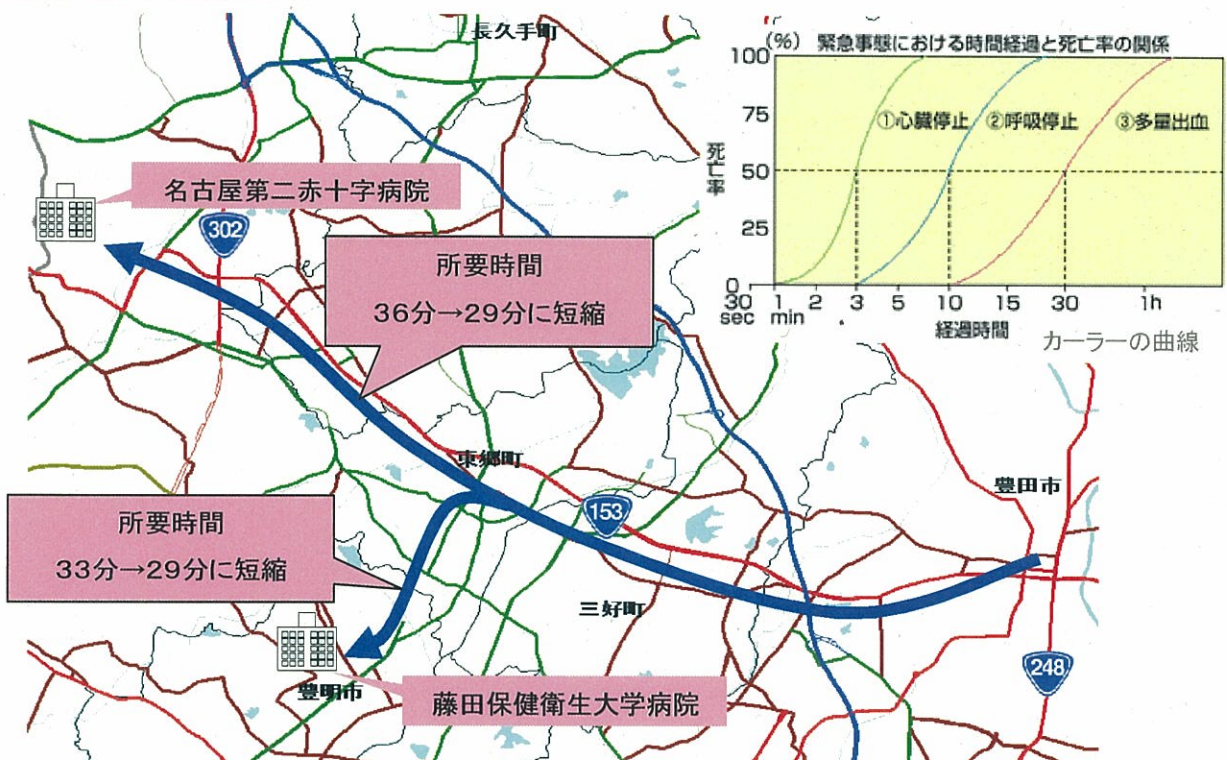 長久手町
名古屋第二赤十字病院
302
所要時間
36分→29分に短縮
東郷町
153
豊田市
所要時間
33分→29分に短縮
三好町
248
豊明市
藤田保健衛生大学病院
(%) 緊急事態における時間経過と死亡率の関係
100
75
50
25
0
死亡率
①心臓停止
②呼吸停止
③多量出血
30 1 2 3 5 10 15 30 1h
sec min
経過時間
カーラーの曲線